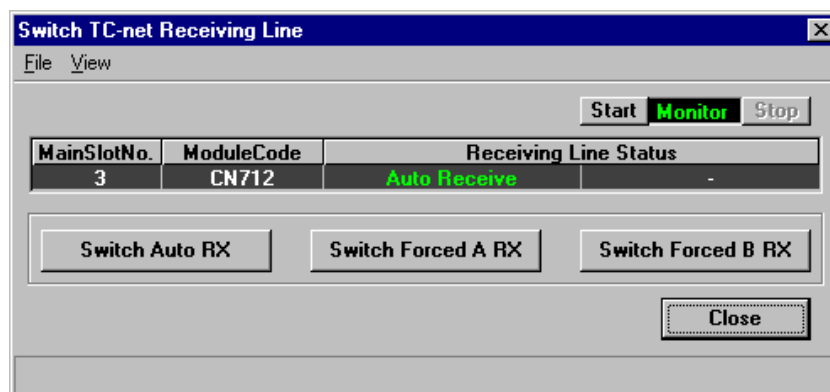 Switch TC-net Receiving Line
File View
Start Monitor Stop
MainSlotNo. ModuleCode Receiving Line Status
3 CN712 Auto Receive -
Switch Auto RX Switch Forced A RX Switch Forced B RX
Close